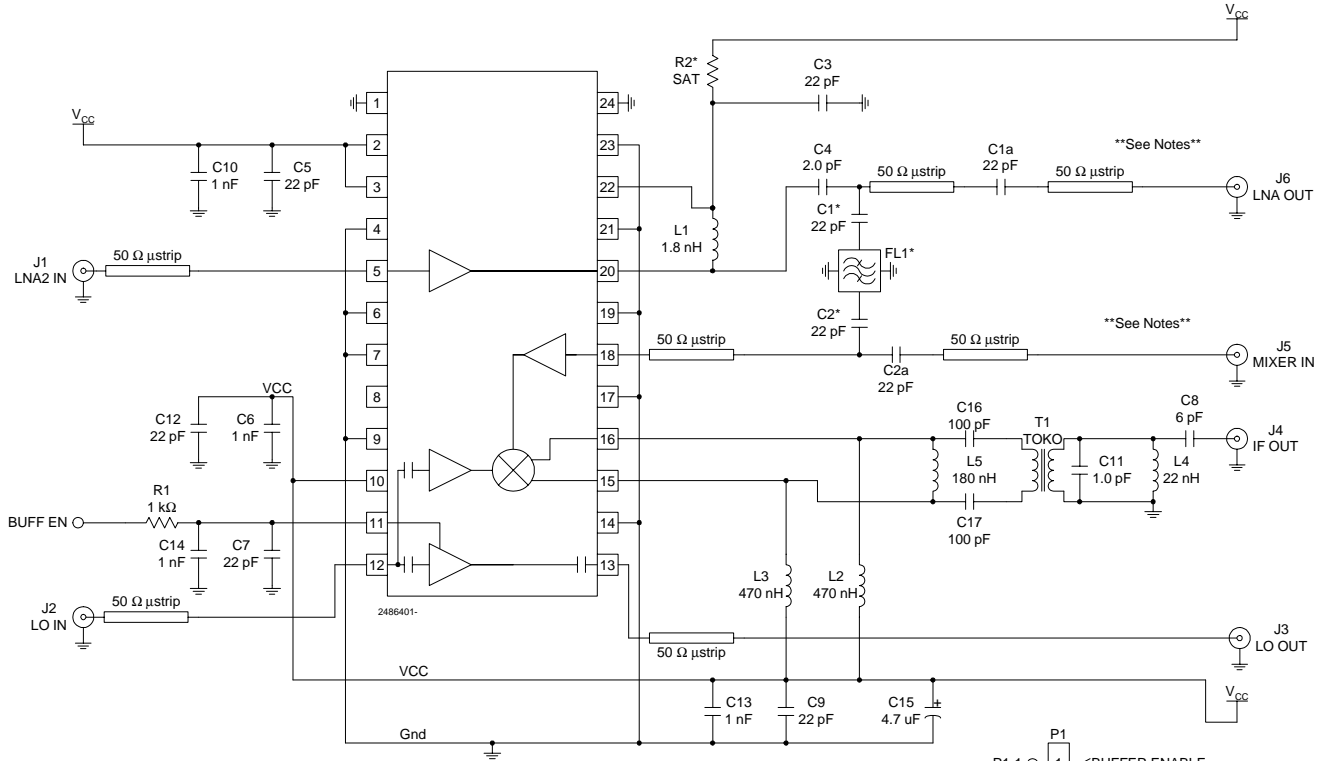 V_CC
R2*
SAT
C3
22 pF
V_CC
C10
1 nF
C5
22 pF
1
2
3
4
5
6
7
8
9
10
11
12
24
23
22
21
20
19
18
17
16
15
14
13
C4
2.0 pF
50 Ω µstrip
C1a
22 pF
**See Notes**
50 Ω µstrip
J6
LNA OUT
L1
1.8 nH
C1*
22 pF
FL1*
C2*
22 pF
J1
LNA2 IN
50 Ω µstrip
50 Ω µstrip
C2a
22 pF
**See Notes**
50 Ω µstrip
J5
MIXER IN
VCC
C12
22 pF
C6
1 nF
C16
100 pF
L5
180 nH
C17
100 pF
T1
TOKO
C11
1.0 pF
L4
22 nH
C8
6 pF
J4
IF OUT
BUFF EN
R1
1 kΩ
C14
1 nF
C7
22 pF
J2
LO IN
50 Ω µstrip
2486401-
L3
470 nH
L2
470 nH
50 Ω µstrip
J3
LO OUT
VCC
C13
1 nF
C9
22 pF
C15
4.7 uF
+
V_CC
Gnd
P1